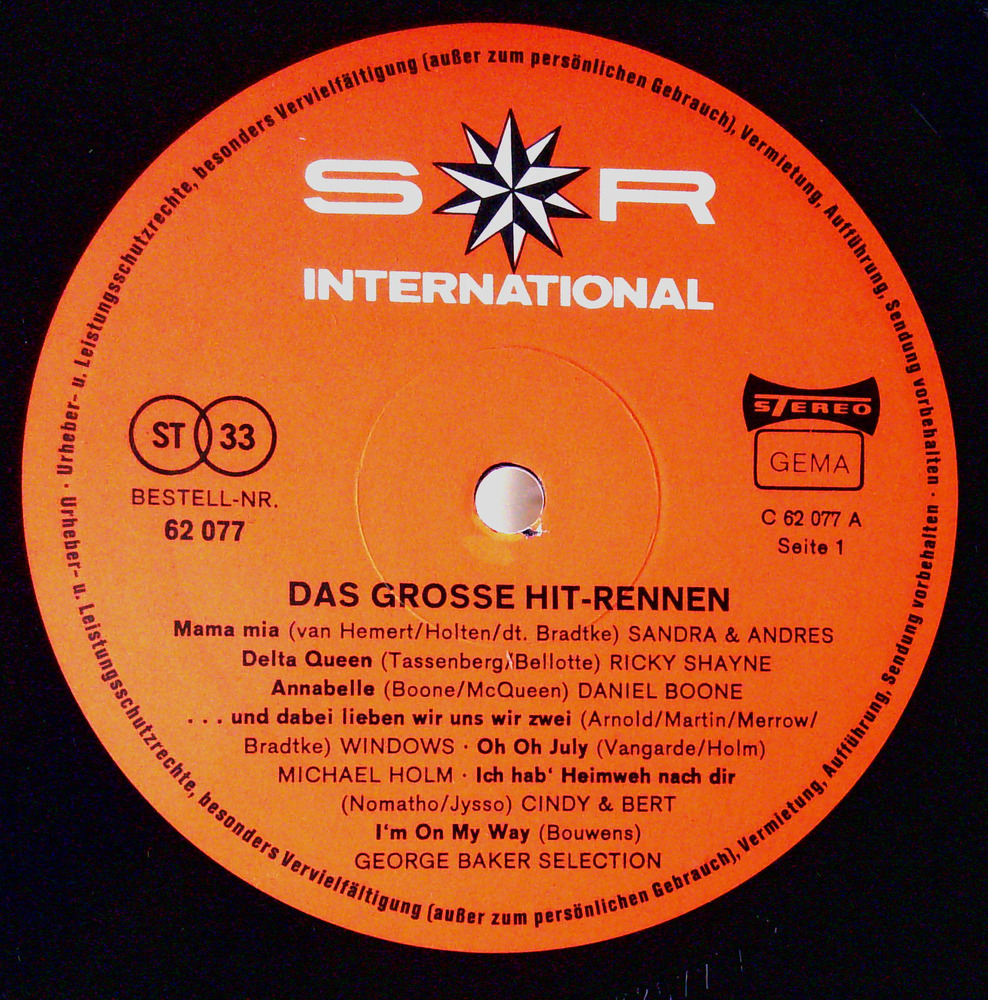 Urheber- u. Leistungsschutzrechte, besonders Vervielfältigung (außer zum persönlichen Gebrauch), Vermietung, Aufführung, Sendung vorbehalten ·
S R
INTERNATIONAL
ST 33
BESTELL-NR.
62 077
STEREO
GEMA
C 62 077 A
Seite 1
DAS GROSSE HIT-RENNEN
Mama mia (van Hemert/Holten/dt. Bradtke) SANDRA & ANDRES
Delta Queen (Tassenberg/Bellotte) RICKY SHAYNE
Annabelle (Boone/McQueen) DANIEL BOONE
. . . und dabei lieben wir uns wir zwei (Arnold/Martin/Merrow/
Bradtke) WINDOWS · Oh Oh July (Vangarde/Holm)
MICHAEL HOLM · Ich hab' Heimweh nach dir
(Nomatho/Jysso) CINDY & BERT
I'm On My Way (Bouwens)
GEORGE BAKER SELECTION
Urheber- u. Leistungsschutzrechte, besonders Vervielfältigung (außer zum persönlichen Gebrauch), Vermietung, Aufführung, Sendung vorbehalten ·